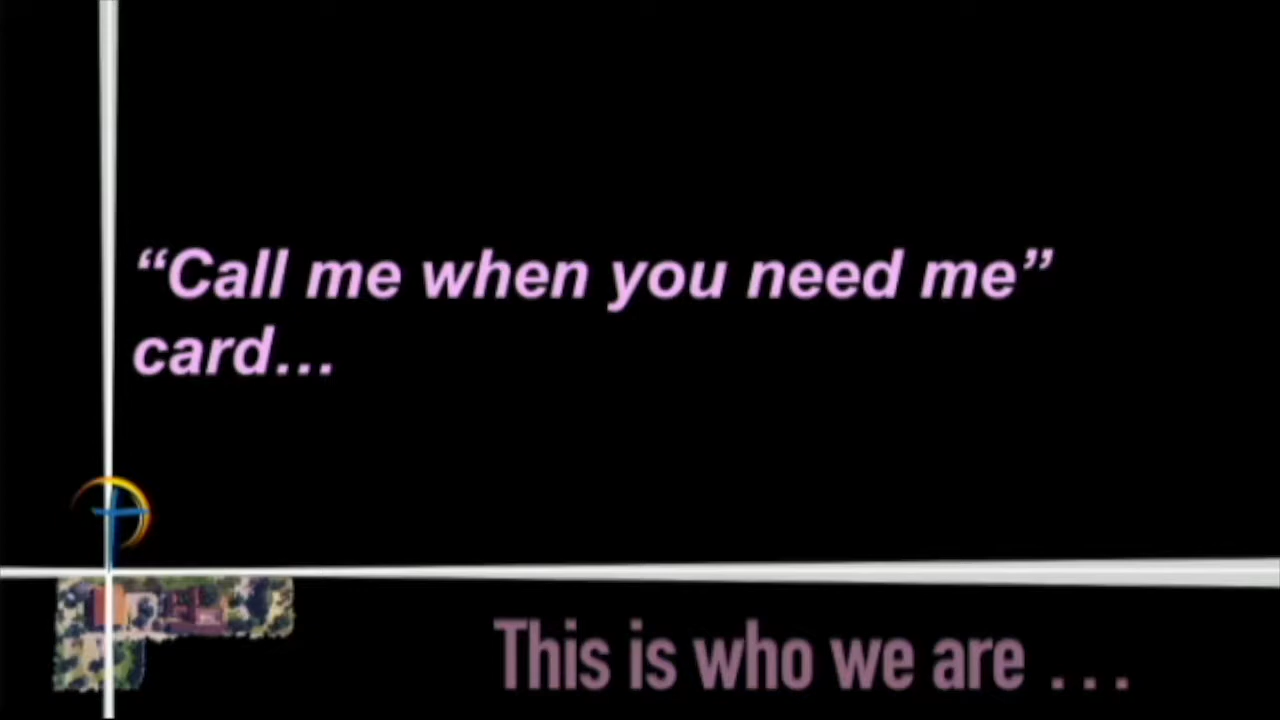 “Call me when you need me”
card…
This is who we are . . .